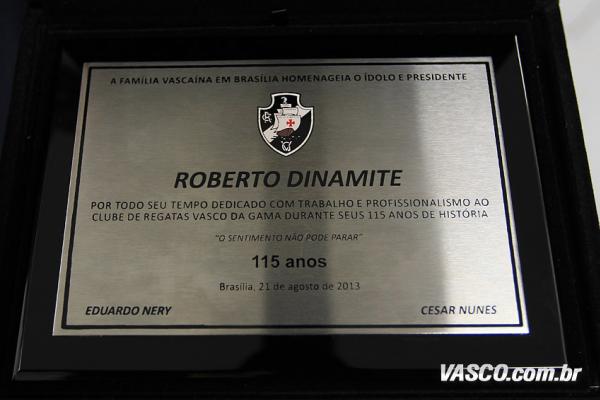 A FAMÍLIA VASCAÍNA EM BRASÍLIA HOMENAGEIA O ÍDOLO E PRESIDENTE
ROBERTO DINAMITE
POR TODO SEU TEMPO DEDICADO COM TRABALHO E PROFISSIONALISMO AO
CLUBE DE REGATAS VASCO DA GAMA DURANTE SEUS 115 ANOS DE HISTÓRIA
"O SENTIMENTO NÃO PODE PARAR"
115 anos
Brasília, 21 de agosto de 2013
EDUARDO NERY
CESAR NUNES
VASCO.com.br